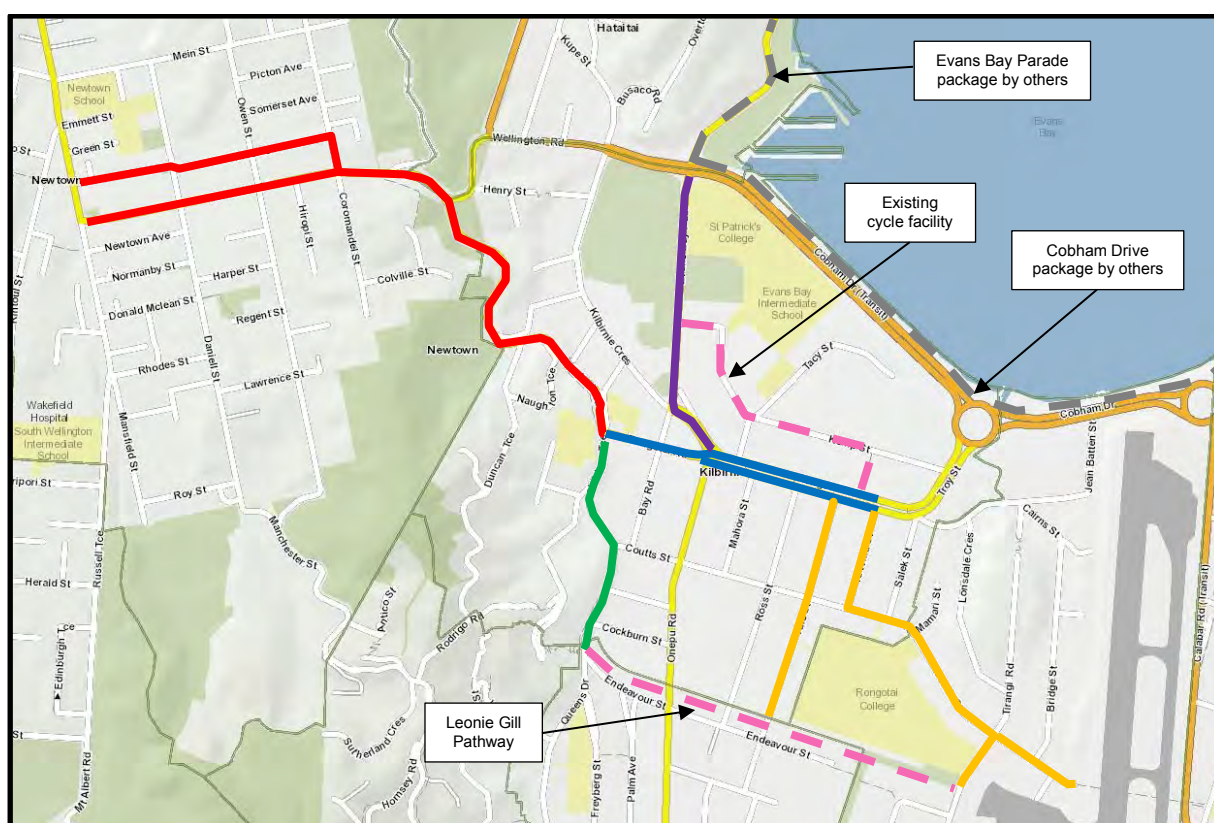 Hataitai
Mein St
Kupe St
Evans Bay Parade
package by others
Picton Ave
Newtown
School
Owen St
Somerset Ave
Busaco Rd
Emmett St
Evans
Bay
Green St
Wellington Rd
Newtown
Henry St
Existing
cycle facility
Hiropi St
Coromandel St
St Patrick's
College
Newtown Ave
Cobham Drive
package by others
Normanby St
Harper St
Colville St
Cobham Dr (Transit)
Evans Bay
Intermediate
School
Donald Mclean St
Regent St
Kilbirnie Cres
Newtown
Tacy St
Rhodes St
Daniell St
Lawrence St
Cobham Dr
Wakefield
Hospital
South Wellington
Intermediate
School
Mansfield St
Duncan Tce
Kilbirnie
Troy St
Jean Batten St
Roy St
Bay Rd
Mahora St
Cairns St
Manchester St
Coutts St
Salek St
Lonsdale Cres
Herald St
Russell Tce
Ross St
Mamari St
Calabar Rd (Transit)
Rodrigo Rd
Cockburn St
Onepu Rd
Edinburgh Tce
Tirangi Rd
Bridge St
Rongotai
College
Endeavour St
Leonie Gill
Pathway
Queens Dr
Endeavour St
Sutherland Cres
Hornsey Rd
Freyberg St
Palm Ave
Mt Albert Rd